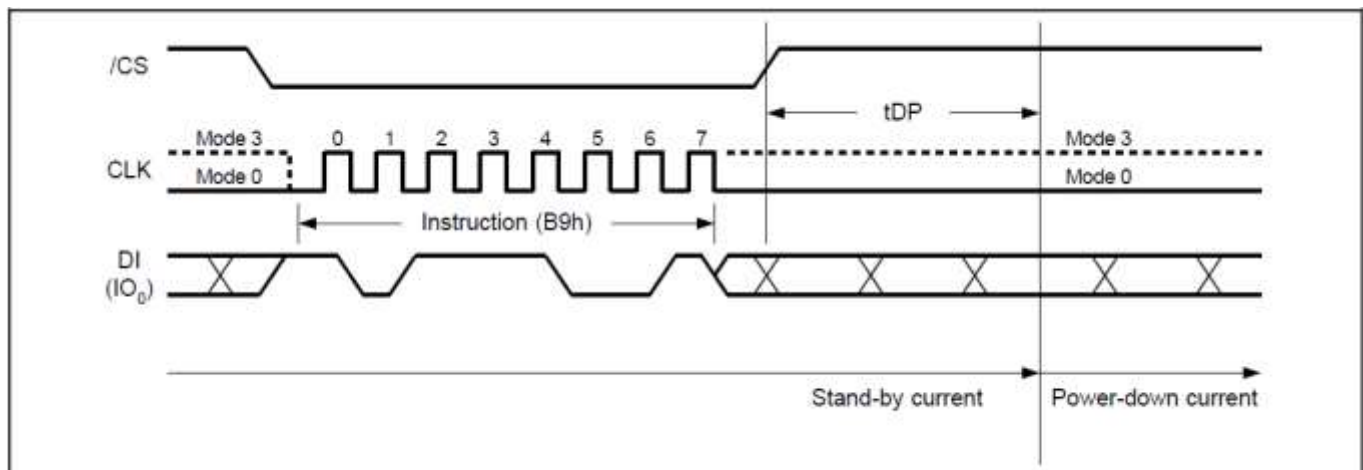 /CS
tDP
Mode 3
0 1 2 3 4 5 6 7
Mode 3
CLK
Mode 0
Mode 0
Instruction (B9h)
DI
(IO₀)
Stand-by current
Power-down current